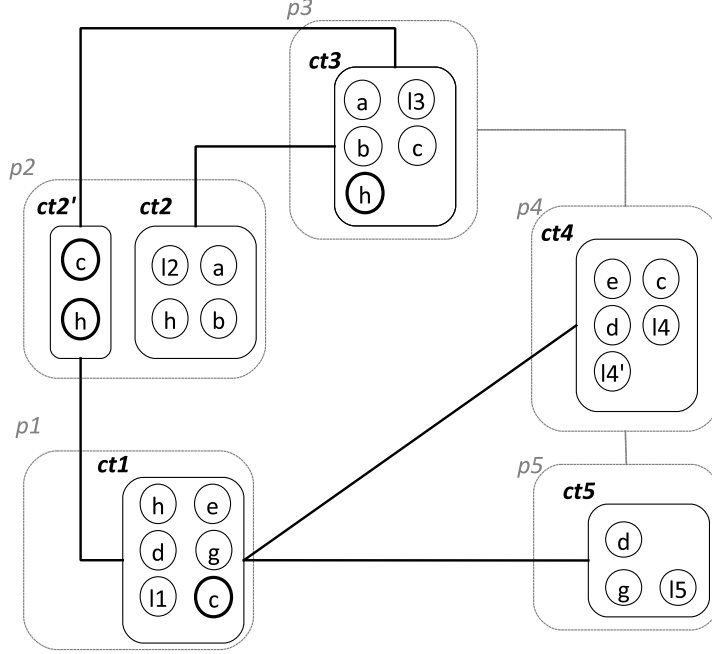 p3
ct3
a l3
b c
h
p2
ct2' ct2
c l2 a
h h b
p4
ct4
e c
d l4
l4'
p1
ct1
h e
d g
l1 c
p5
ct5
d
g l5